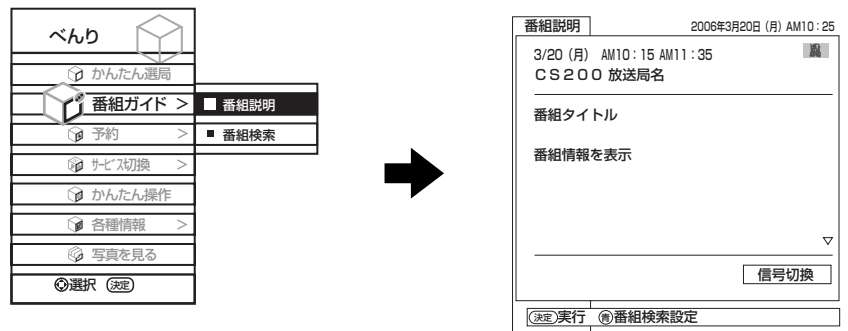 べんり
かんたん選局
番組ガイド >
番組説明
予約 >
番組検索
サービス切換 >
かんたん操作
各種情報 >
写真を見る
選択 決定
番組説明
2006年3月20日 (月) AM10:25
3/20 (月) AM10:15 AM11:35
CS200 放送局名
番組タイトル
番組情報を表示
信号切換
決定 実行 青 番組検索設定